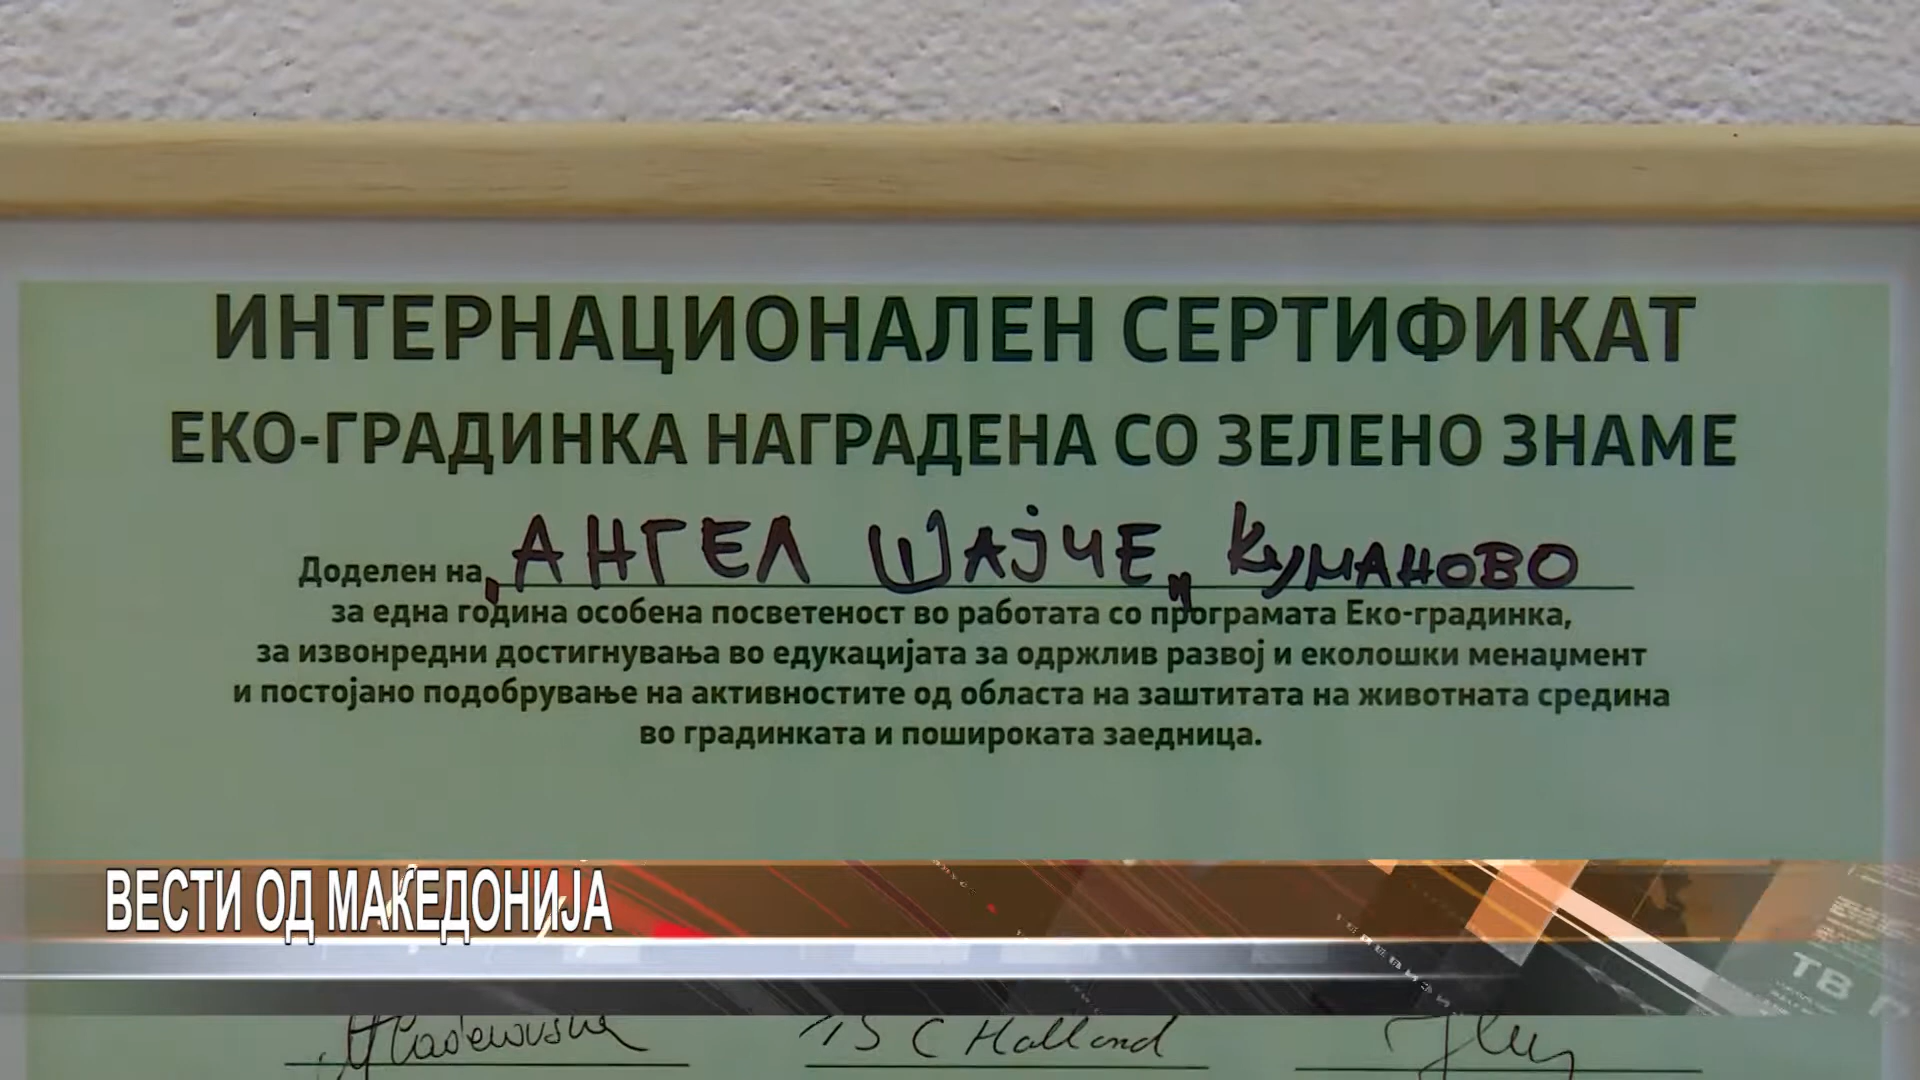 ИНТЕРНАЦИОНАЛЕН СЕРТИФИКАТ
ЕКО-ГРАДИНКА НАГРАДЕНА СО ЗЕЛЕНО ЗНАМЕ
Доделен на „АНГЕЛ ШАЈЧЕ„ КУМАНОВО
за една година особена посветеност во работата со програмата Еко-градинка,
за извонредни достигнувања во едукацијата за одржлив развој и еколошки менаџмент
и постојано подобрување на активностите од областа на заштитата на животната средина
во градинката и пошироката заедница.
ВЕСТИ ОД МАКЕДОНИЈА
ТВ